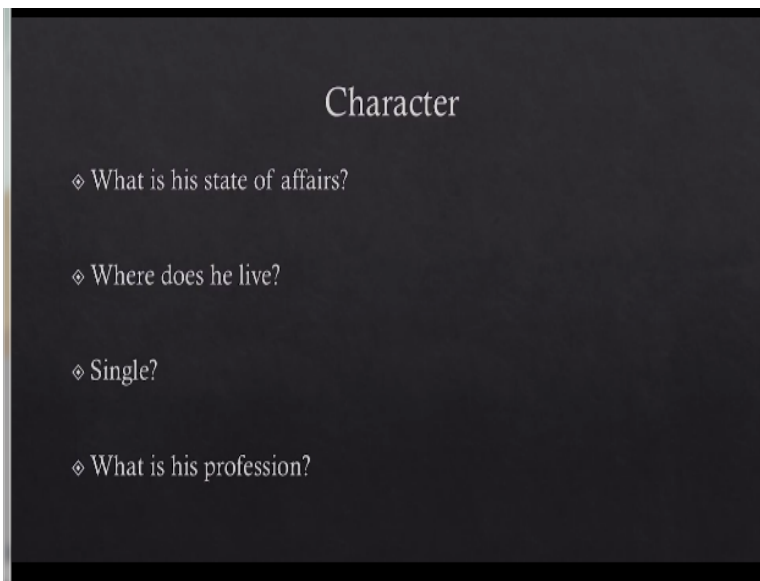 Character
What is his state of affairs?
Where does he live?
Single?
What is his profession?